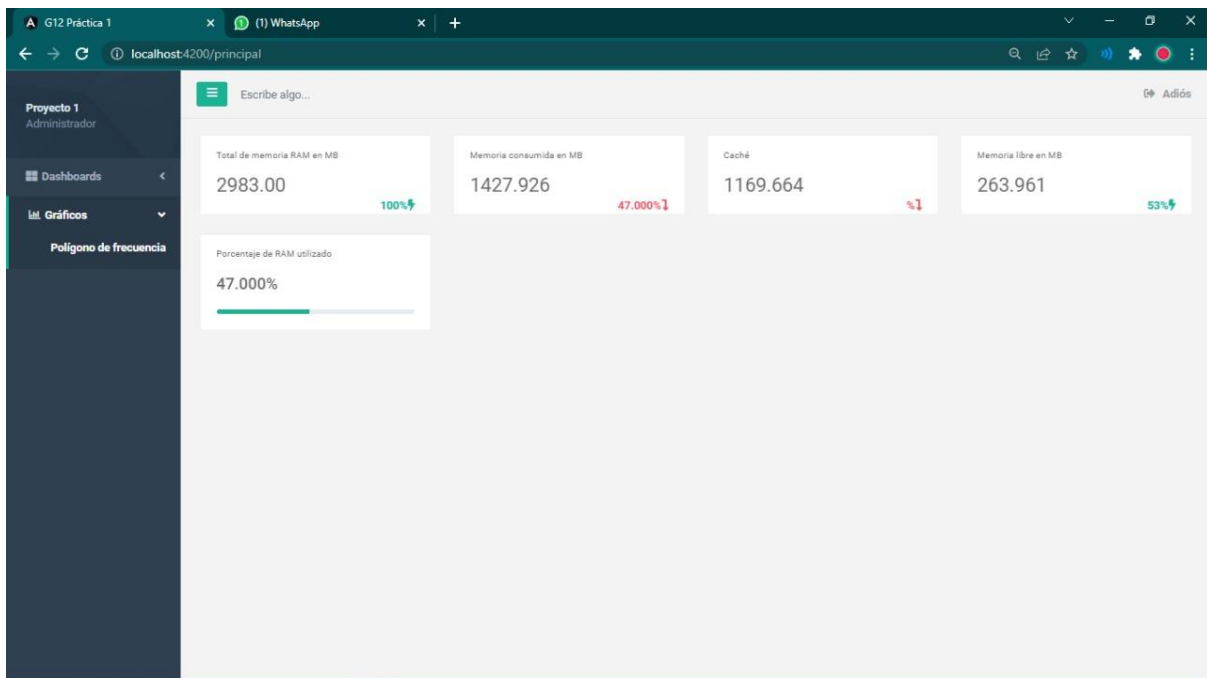 G12 Práctica 1
(1) WhatsApp
localhost:4200/principal
Proyecto 1
Administrador
Dashboards
Gráficos
Polígono de frecuencia
Escribe algo...
Adiós
Total de memoria RAM en MB
2983.00
100%
Memoria consumida en MB
1427.926
47.000%
Caché
1169.664
%
Memoria libre en MB
263.961
53%
Porcentaje de RAM utilizado
47.000%